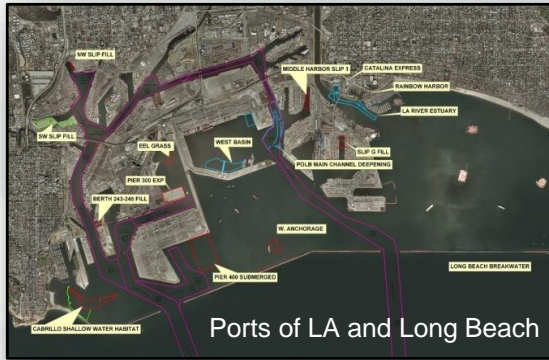 NW SLIP FILL
MIDDLE HARBOR SLIP 1
CATALINA EXPRESS
RAINBOW HARBOR
LA RIVER ESTUARY
SW SLIP FILL
EEL GRASS
WEST BASIN
SLIP G FILL
POLB MAIN CHANNEL DEEPENING
PIER 300 EXP
BERTH 243-245 FILL
W. ANCHORAGE
LONG BEACH BREAKWATER
PIER 400 SUBMERGED
CABRILLO SHALLOW WATER HABITAT
Ports of LA and Long Beach